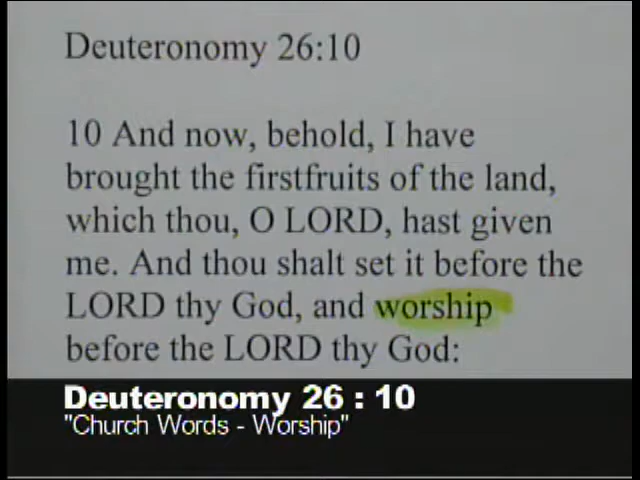 Deuteronomy 26:10
10 And now, behold, I have
brought the firstfruits of the land,
which thou, O LORD, hast given
me. And thou shalt set it before the
LORD thy God, and worship
before the LORD thy God:
Deuteronomy 26 : 10
"Church Words - Worship"